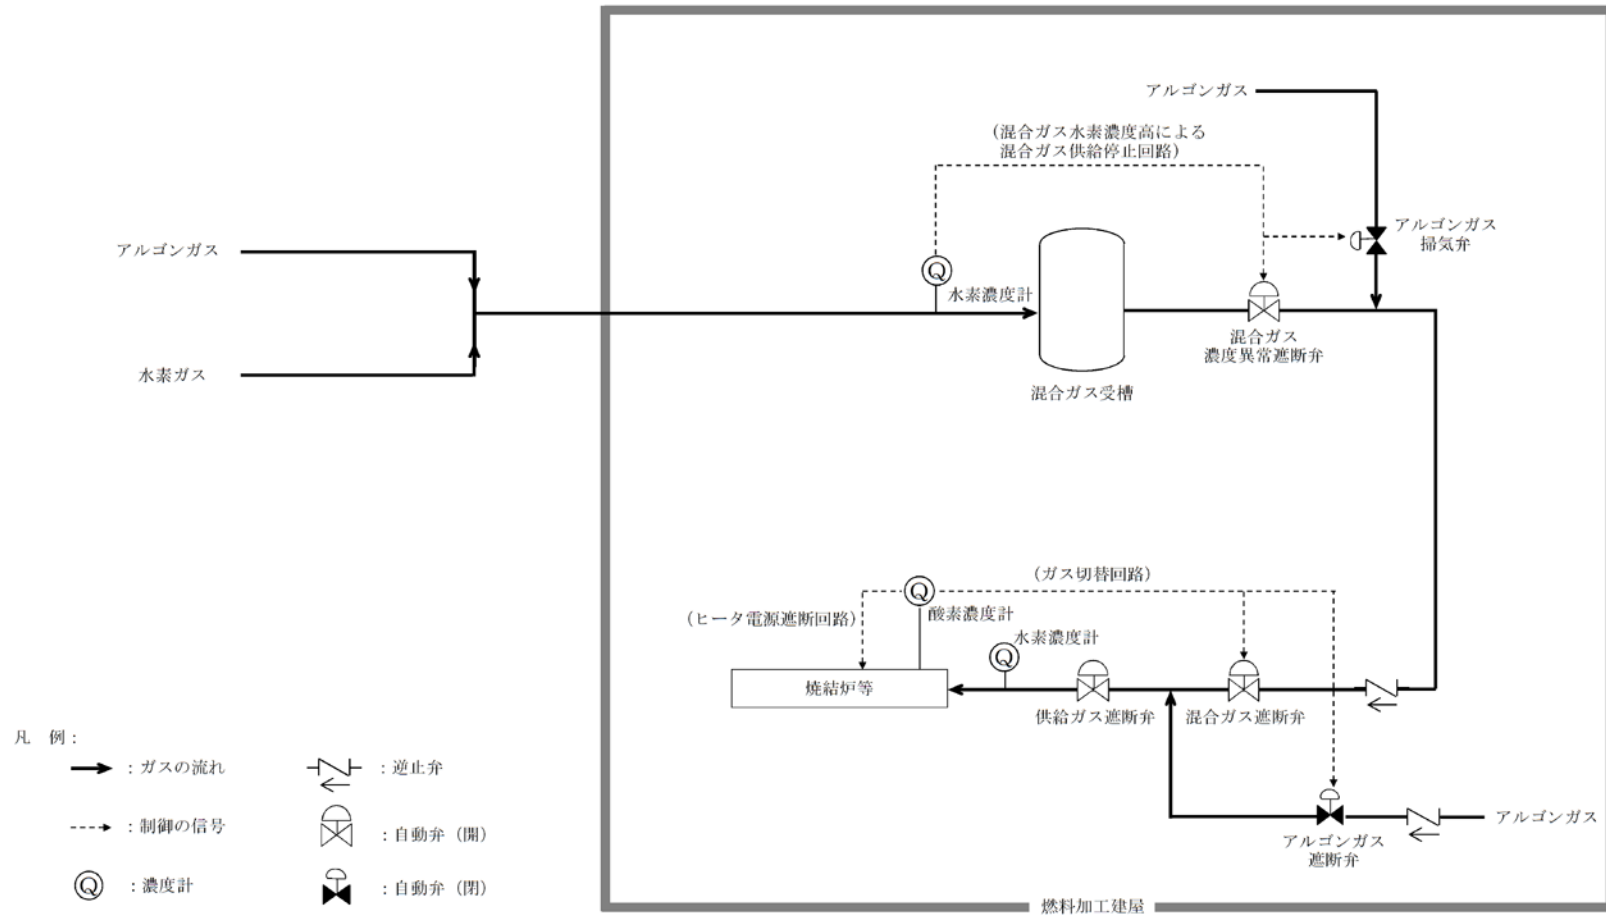 アルゴンガス
(混合ガス水素濃度高による
混合ガス供給停止回路)
アルゴンガス
掃気弁
アルゴンガス
Q
水素濃度計
水素ガス
混合ガス
濃度異常遮断弁
混合ガス受槽
(ガス切替回路)
Q
(ヒータ電源遮断回路)
酸素濃度計
水素濃度計
Q
焼結炉等
供給ガス遮断弁
混合ガス遮断弁
アルゴンガス
アルゴンガス
遮断弁
凡 例:
:ガスの流れ
:逆止弁
:制御の信号
:自動弁(開)
Q
:濃度計
:自動弁(閉)
燃料加工建屋